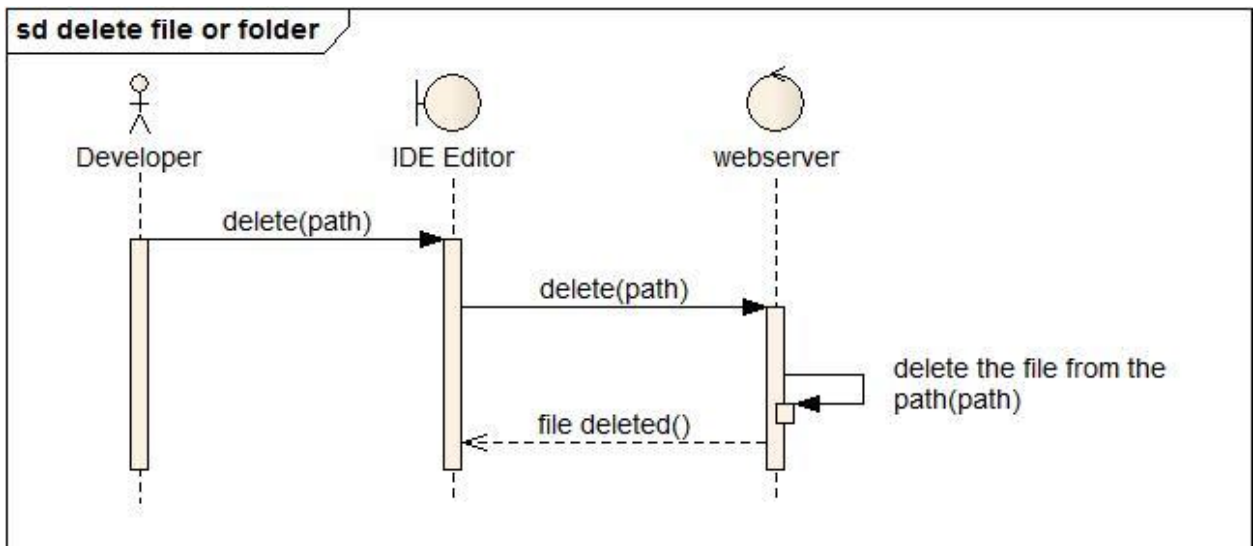 sd delete file or folder
Developer
IDE Editor
webserver
delete(path)
delete(path)
delete the file from the
path(path)
file deleted()